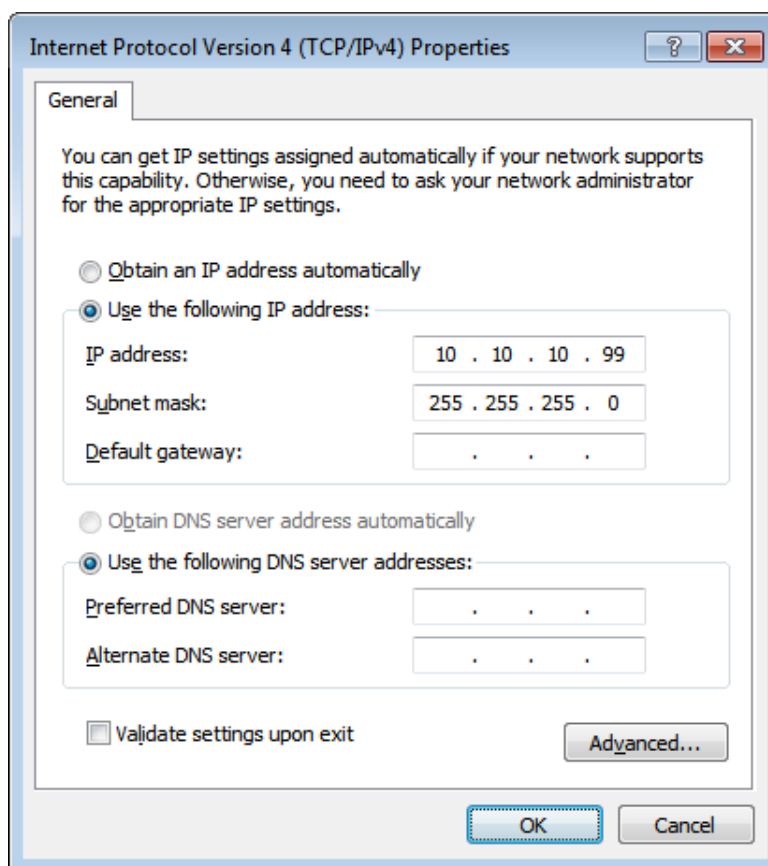 Internet Protocol Version 4 (TCP/IPv4) Properties
?
General
You can get IP settings assigned automatically if your network supports
this capability. Otherwise, you need to ask your network administrator
for the appropriate IP settings.
Obtain an IP address automatically
Use the following IP address:
IP address: 10 . 10 . 10 . 99
Subnet mask: 255 . 255 . 255 . 0
Default gateway: . . .
Obtain DNS server address automatically
Use the following DNS server addresses:
Preferred DNS server: . . .
Alternate DNS server: . . .
Validate settings upon exit
Advanced...
OK Cancel